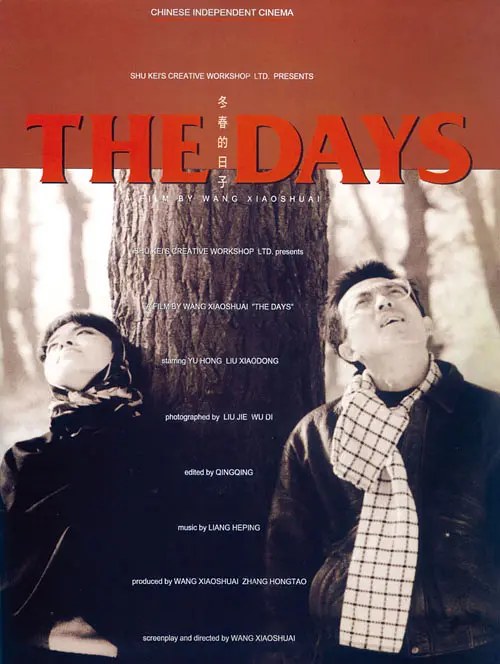 CHINESE INDEPENDENT CINEMA
SHU KEI'S CREATIVE WORKSHOP LTD. PRESENTS
冬春的日子
THE DAYS
A FILM BY WANG XIAOSHUAI
SHU KEI'S CREATIVE WORKSHOP LTD. presents
A FILM BY WANG XIAOSHUAI "THE DAYS"
starring YU HONG LIU XIAODONG
photographed by LIU JIE WU DI
edited by QINGQING
music by LIANG HEPING
produced by WANG XIAOSHUAI ZHANG HONGTAO
screenplay and directed by WANG XIAOSHUAI